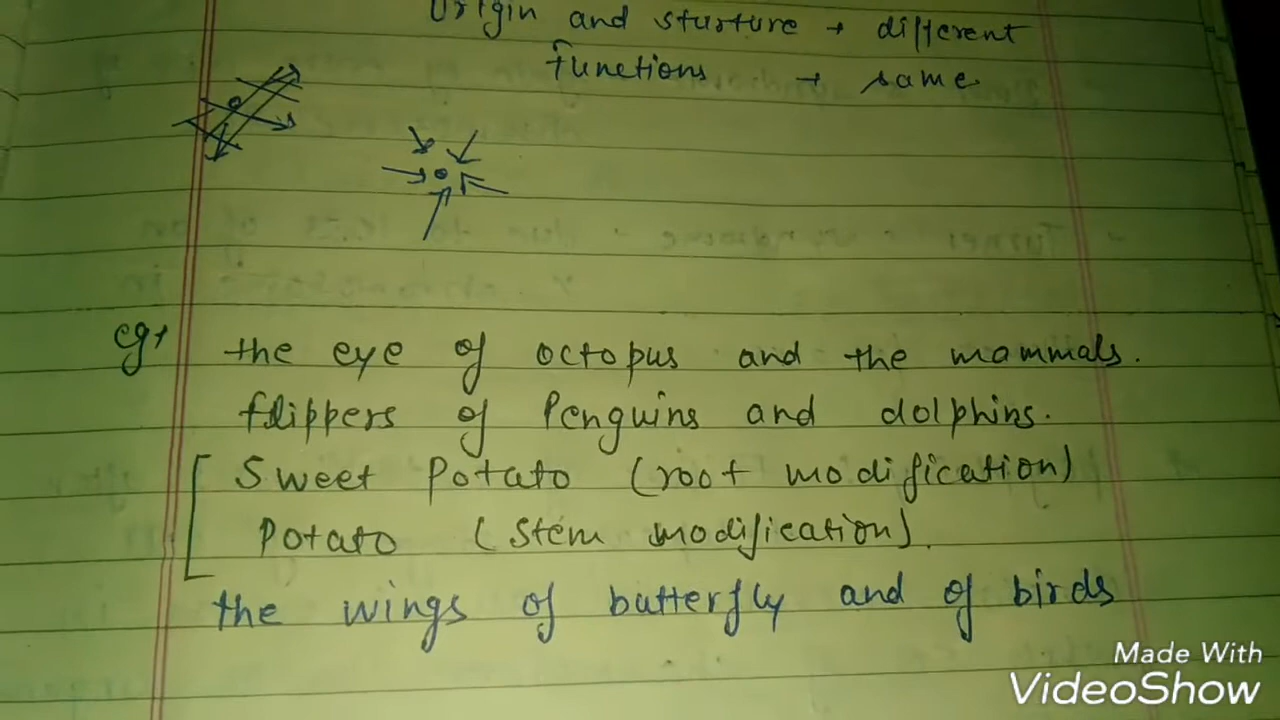 Origin and sturture → different
functions → same
eg→ the eye of octopus and the mammals.
flippers of Penguins and dolphins.
Sweet Potato (root modification)
Potato (stem modification).
the wings of butterfly and of birds
Made With
VideoShow